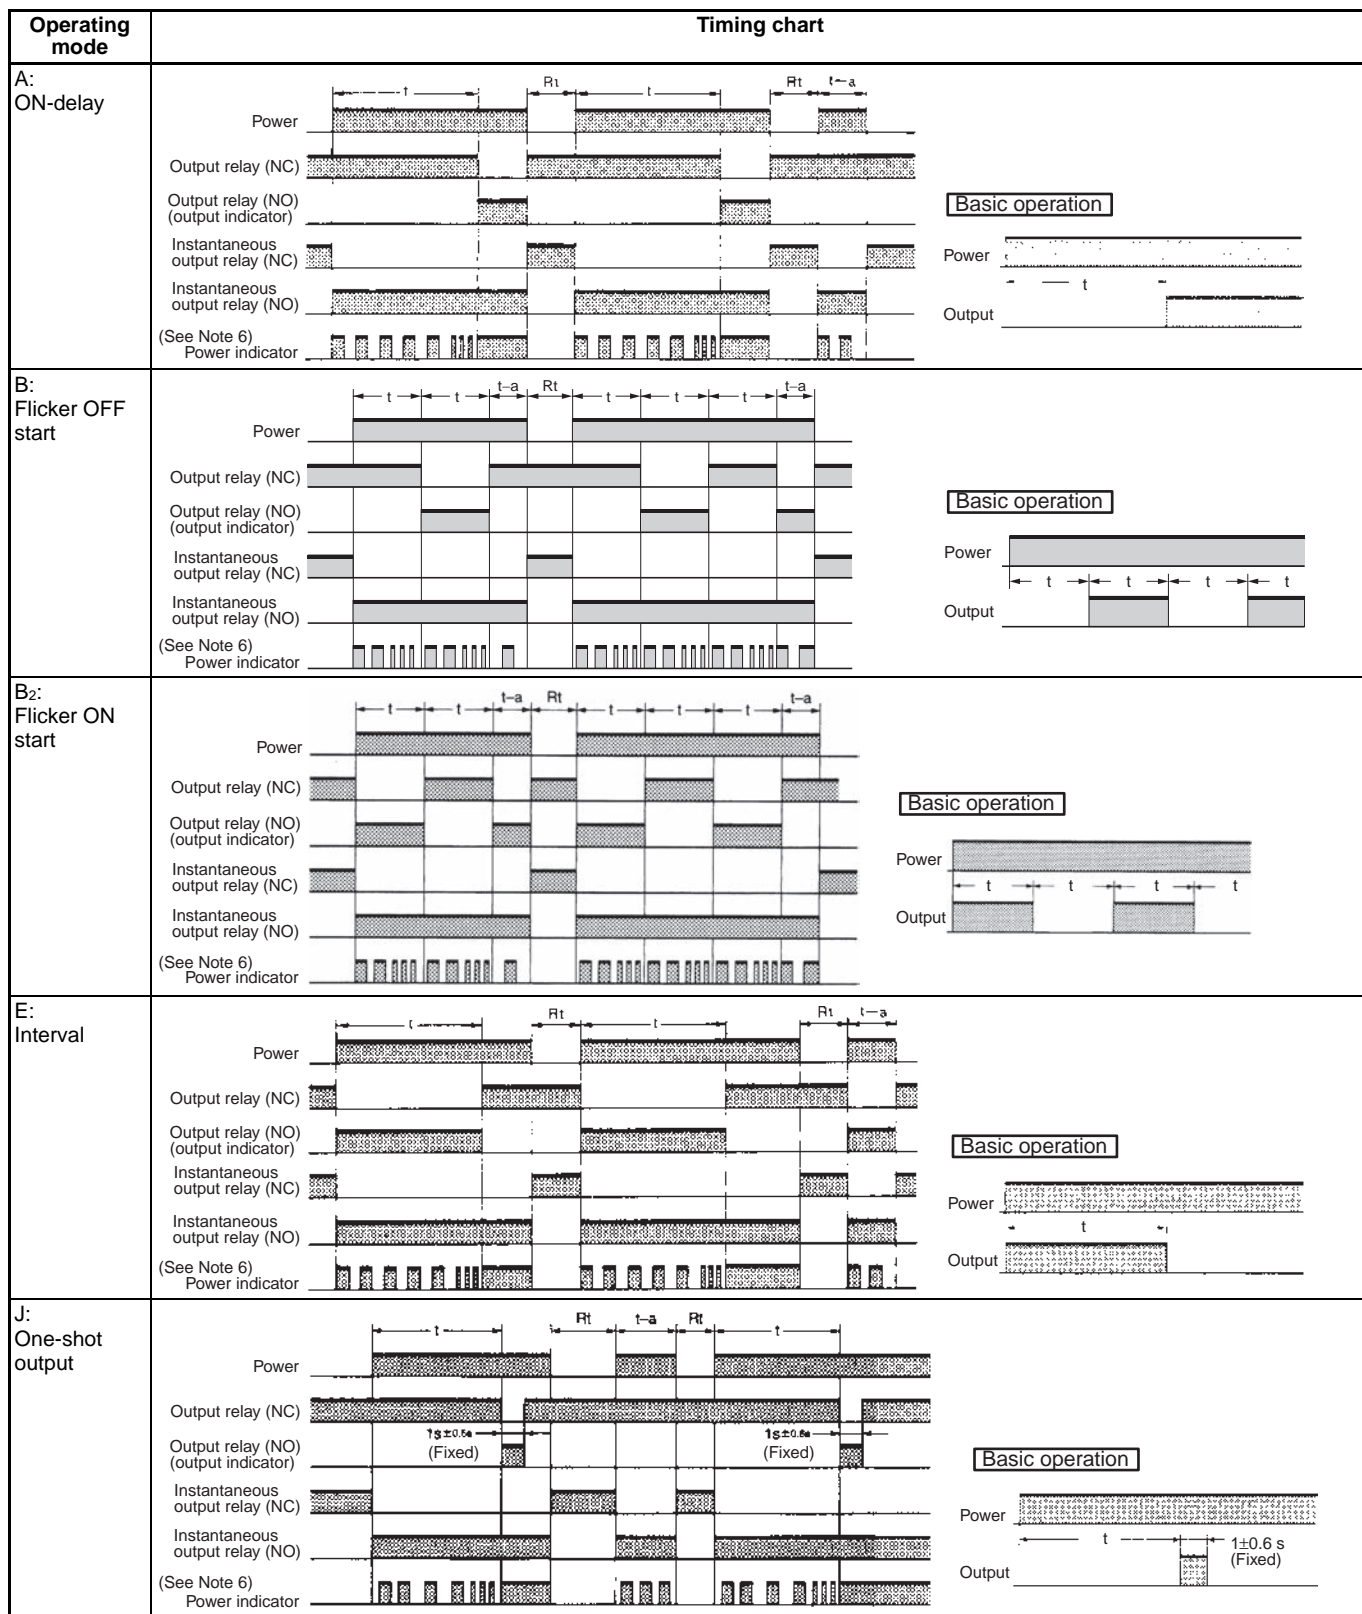 Operating mode
Timing chart
A:
ON-delay
t
Rt
t
Rt
t–a
Power
Output relay (NC)
Output relay (NO)
(output indicator)
Instantaneous
output relay (NC)
Instantaneous
output relay (NO)
(See Note 6)
Power indicator
Basic operation
Power
t
Output
B:
Flicker OFF
start
t
t
t–a
Rt
t
t
t
t–a
Power
Output relay (NC)
Output relay (NO)
(output indicator)
Instantaneous
output relay (NC)
Instantaneous
output relay (NO)
(See Note 6)
Power indicator
Basic operation
Power
t
t
t
t
Output
B2:
Flicker ON
start
t
t
t–a
Rt
t
t
t
t–a
Power
Output relay (NC)
Output relay (NO)
(output indicator)
Instantaneous
output relay (NC)
Instantaneous
output relay (NO)
(See Note 6)
Power indicator
Basic operation
Power
t
t
t
t
Output
E:
Interval
t
Rt
t
Rt
t–a
Power
Output relay (NC)
Output relay (NO)
(output indicator)
Instantaneous
output relay (NC)
Instantaneous
output relay (NO)
(See Note 6)
Power indicator
Basic operation
Power
t
Output
J:
One-shot
output
t
Rt
t–a
Rt
t
Power
Output relay (NC)
1s±0.6s
(Fixed)
1s±0.6s
(Fixed)
Output relay (NO)
(output indicator)
Instantaneous
output relay (NC)
Instantaneous
output relay (NO)
(See Note 6)
Power indicator
Basic operation
Power
t
1±0.6 s
(Fixed)
Output